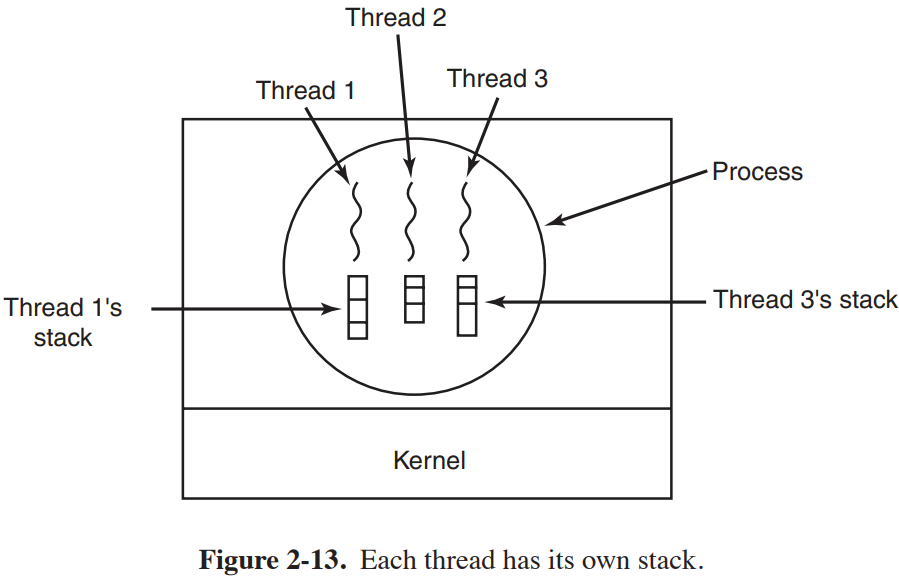 Thread 2
Thread 1
Thread 3
Process
Thread 1's
stack
Thread 3's stack
Kernel
Figure 2-13. Each thread has its own stack.